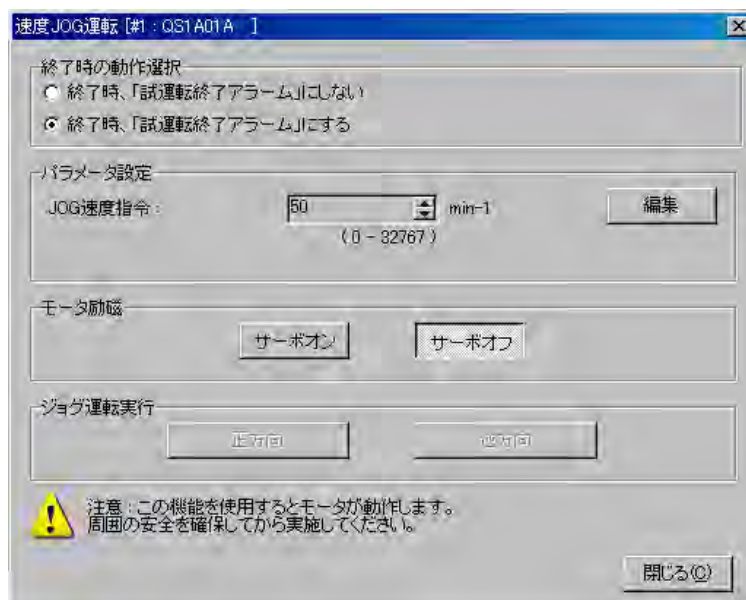 速度JOG運転 [#1 : QS1A01A ]
終了時の動作選択
終了時、「試運転終了アラーム」にしない
終了時、「試運転終了アラーム」にする
パラメータ設定
JOG速度指令 : 50 min-1 編集
( 0 - 32767 )
モータ励磁
サーボオン サーボオフ
ジョグ運転実行
正方向 逆方向
注意 : この機能を使用するとモータが動作します。
周囲の安全を確保してから実施してください。
閉じる(C)